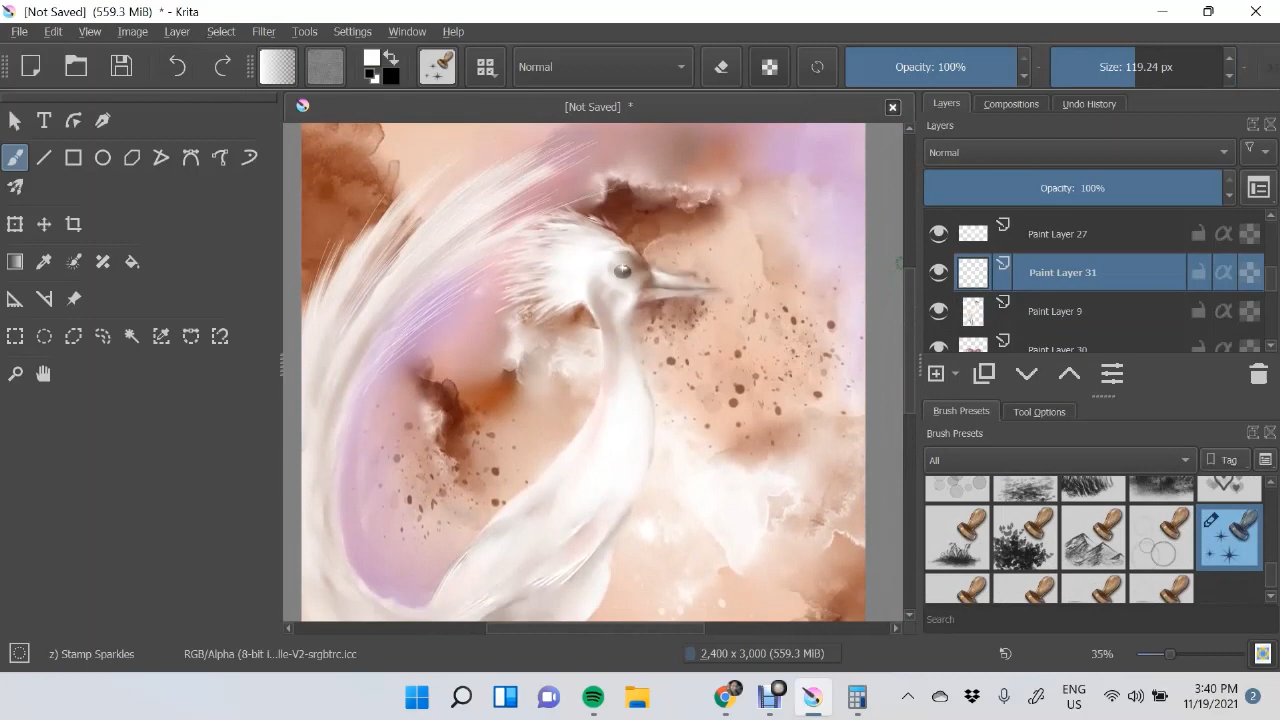 [Not Saved]  (559.3 MiB)  * - Krita
File Edit View Image Layer Select Filter Tools Settings Window Help
Normal
Opacity: 100%
Size: 119.24 px
[Not Saved]  *
Layers Compositions Undo History
Layers
Normal
Opacity:  100%
Paint Layer 27
Paint Layer 31
Paint Layer 9
Paint Layer 30
Brush Presets Tool Options
Brush Presets
All
Tag
Search
z) Stamp Sparkles
RGB/Alpha (8-bit i...lle-V2-srgbtrc.icc
2,400 x 3,000 (559.3 MiB)
35%
ENG
IN
3:40 PM
11/19/2021
2